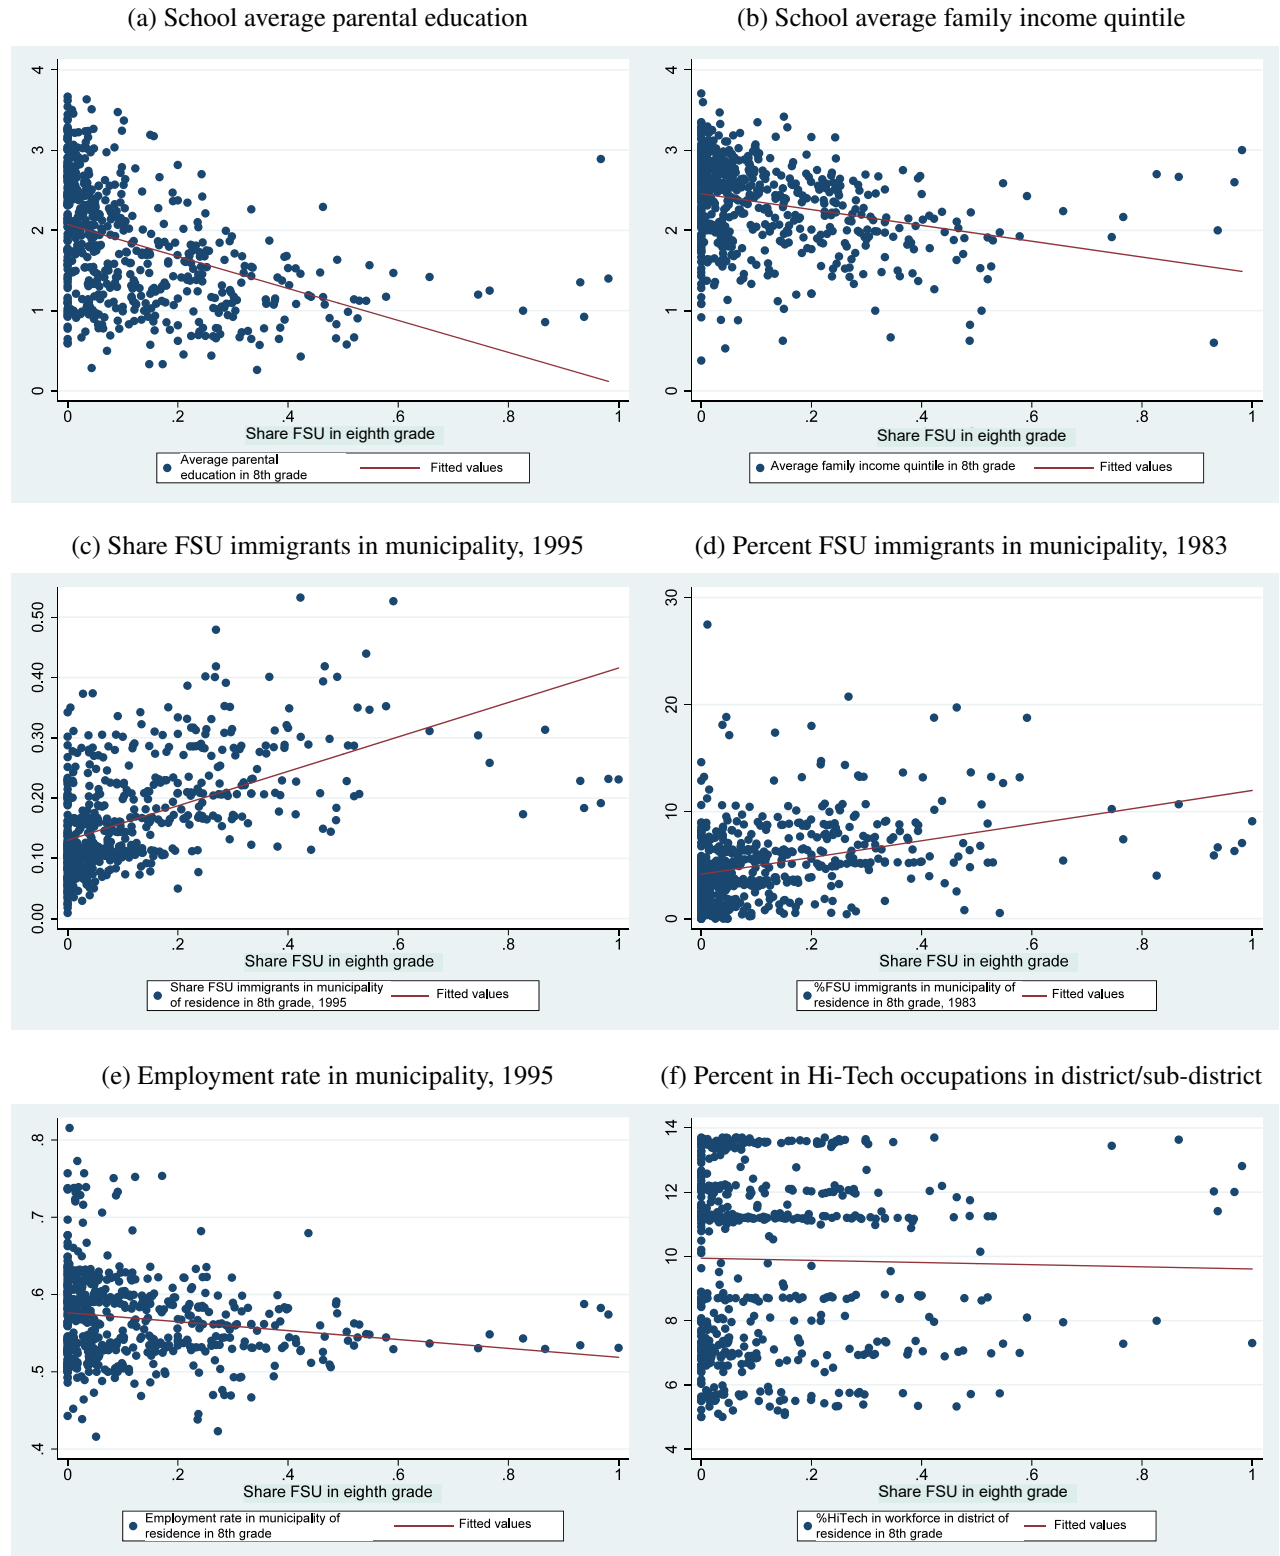 (a) School average parental education
4
3
2
1
0
0 .2 .4 .6 .8 1
Share FSU in eighth grade
Average parental
education in 8th grade
Fitted values
(b) School average family income quintile
4
3
2
1
0
0 .2 .4 .6 .8 1
Share FSU in eighth grade
Average family income quintile in 8th grade
Fitted values
(c) Share FSU immigrants in municipality, 1995
0.50
0.40
0.30
0.20
0.10
0.00
0 .2 .4 .6 .8 1
Share FSU in eighth grade
Share FSU immigrants in municipality
of residence in 8th grade, 1995
Fitted values
(d) Percent FSU immigrants in municipality, 1983
30
20
10
0
0 .2 .4 .6 .8 1
Share FSU in eighth grade
%FSU immigrants in municipality of
residence in 8th grade, 1983
Fitted values
(e) Employment rate in municipality, 1995
.8
.7
.6
.5
.4
0 .2 .4 .6 .8 1
Share FSU in eighth grade
Employment rate in municipality of
residence in 8th grade
Fitted values
(f) Percent in Hi-Tech occupations in district/sub-district
14
12
10
8
6
4
0 .2 .4 .6 .8 1
Share FSU in eighth grade
%HiTech in workforce in district of
residence in 8th grade
Fitted values